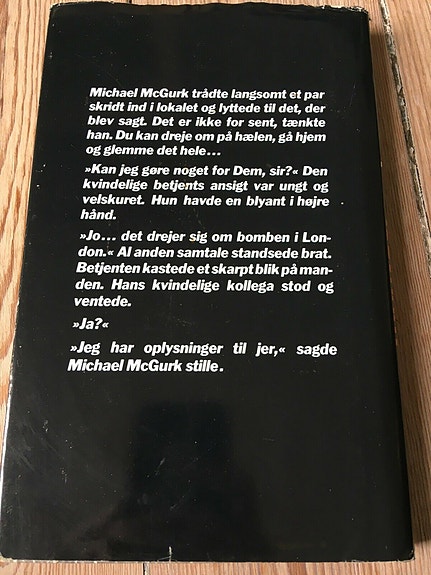 Michael McGurk trådte langsomt et par
skridt ind i lokalet og lyttede til det, der
blev sagt. Det er ikke for sent, tænkte
han. Du kan dreje om på hælen, gå hjem
og glemme det hele...
»Kan jeg gøre noget for Dem, sir?« Den
kvindelige betjents ansigt var ungt og
velskuret. Hun havde en blyant i højre
hånd.
»Jo... det drejer sig om bomben i Lon-
don.« Al anden samtale standsede brat.
Betjenten kastede et skarpt blik på man-
den. Hans kvindelige kollega stod og
ventede.
»Ja?«
»Jeg har oplysninger til jer,« sagde
Michael McGurk stille.